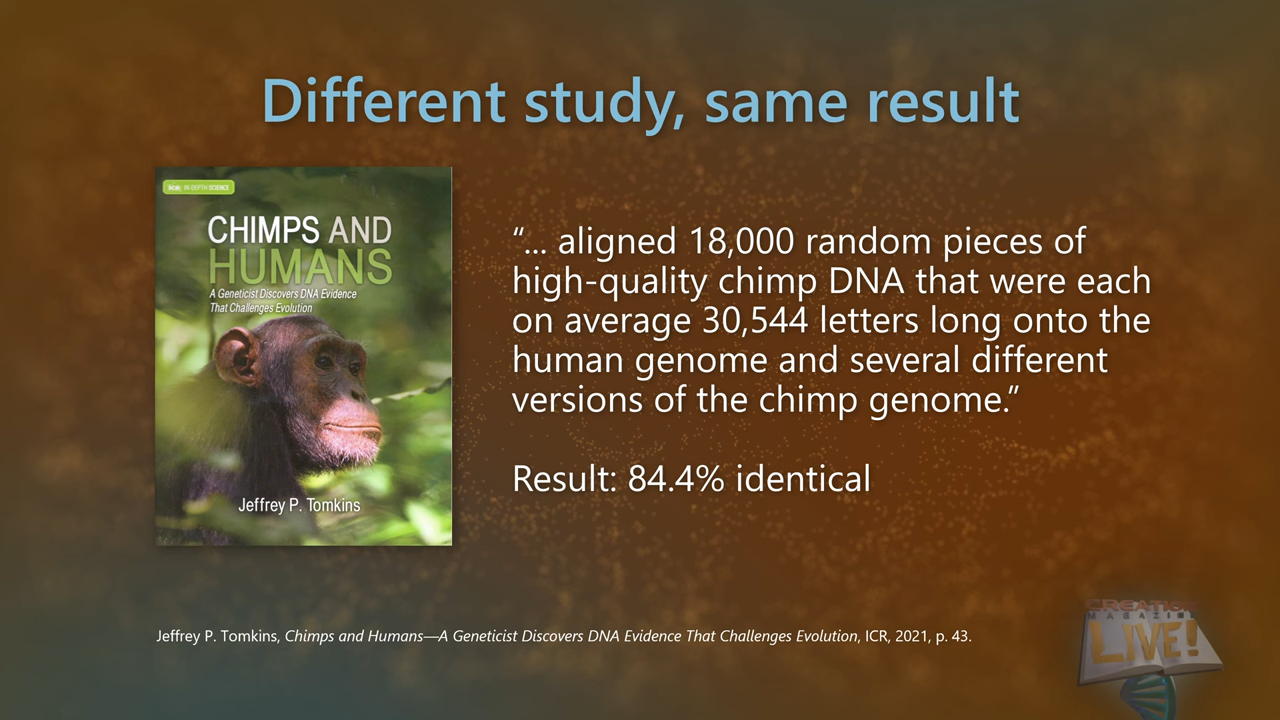 Different study, same result
icr IN-DEPTH SCIENCE
CHIMPS AND
HUMANS
A Geneticist Discovers DNA Evidence
That Challenges Evolution
Jeffrey P. Tomkins
“... aligned 18,000 random pieces of
high-quality chimp DNA that were each
on average 30,544 letters long onto the
human genome and several different
versions of the chimp genome.”
Result: 84.4% identical
Jeffrey P. Tomkins, Chimps and Humans—A Geneticist Discovers DNA Evidence That Challenges Evolution, ICR, 2021, p. 43.
CREATION
MAGAZINE
LIVE!